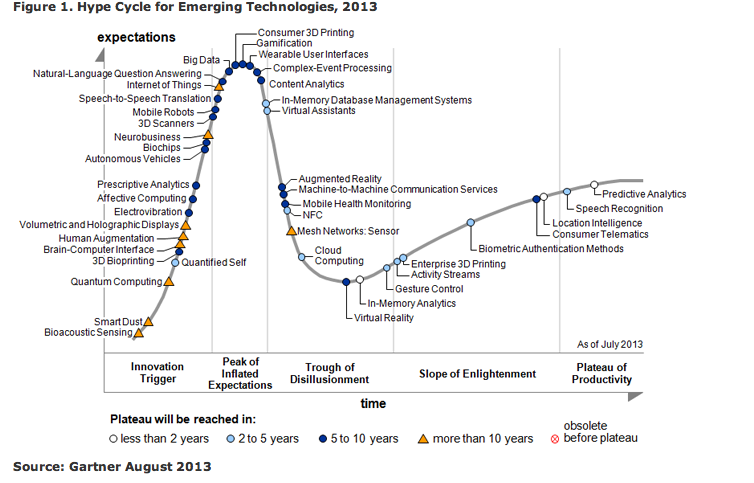 Figure 1. Hype Cycle for Emerging Technologies, 2013
expectations
Consumer 3D Printing
Gamification
Wearable User Interfaces
Big Data
Complex-Event Processing
Natural-Language Question Answering
Internet of Things
Content Analytics
Speech-to-Speech Translation
In-Memory Database Management Systems
Mobile Robots
Virtual Assistants
3D Scanners
Neurobusiness
Biochips
Autonomous Vehicles
Augmented Reality
Prescriptive Analytics
Machine-to-Machine Communication Services
Affective Computing
Mobile Health Monitoring
Electrovibration
NFC
Volumetric and Holographic Displays
Mesh Networks: Sensor
Human Augmentation
Brain-Computer Interface
3D Bioprinting
Quantified Self
Cloud
Computing
Quantum Computing
Smart Dust
Bioacoustic Sensing
Predictive Analytics
Speech Recognition
Location Intelligence
Consumer Telematics
Biometric Authentication Methods
Enterprise 3D Printing
Activity Streams
Gesture Control
In-Memory Analytics
Virtual Reality
As of July 2013
Innovation
Trigger
Peak of
Inflated
Expectations
Trough of
Disillusionment
Slope of Enlightenment
Plateau of
Productivity
time
Plateau will be reached in:
less than 2 years
2 to 5 years
5 to 10 years
more than 10 years
obsolete
before plateau
Source: Gartner August 2013